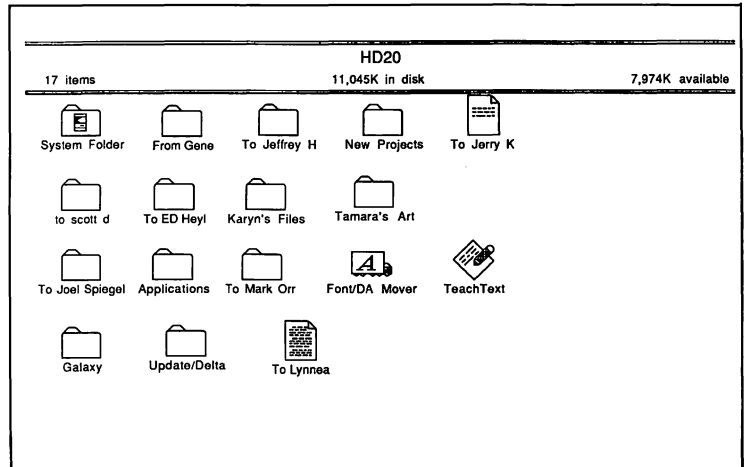 HD20
17 items 11,045K in disk 7,974K available
System Folder From Gene To Jeffrey H New Projects To Jerry K
to scott d To ED Heyl Karyn's Files Tamara's Art
To Joel Spiegel Applications To Mark Orr Font/DA Mover TeachText
Galaxy Update/Delta To Lynnea